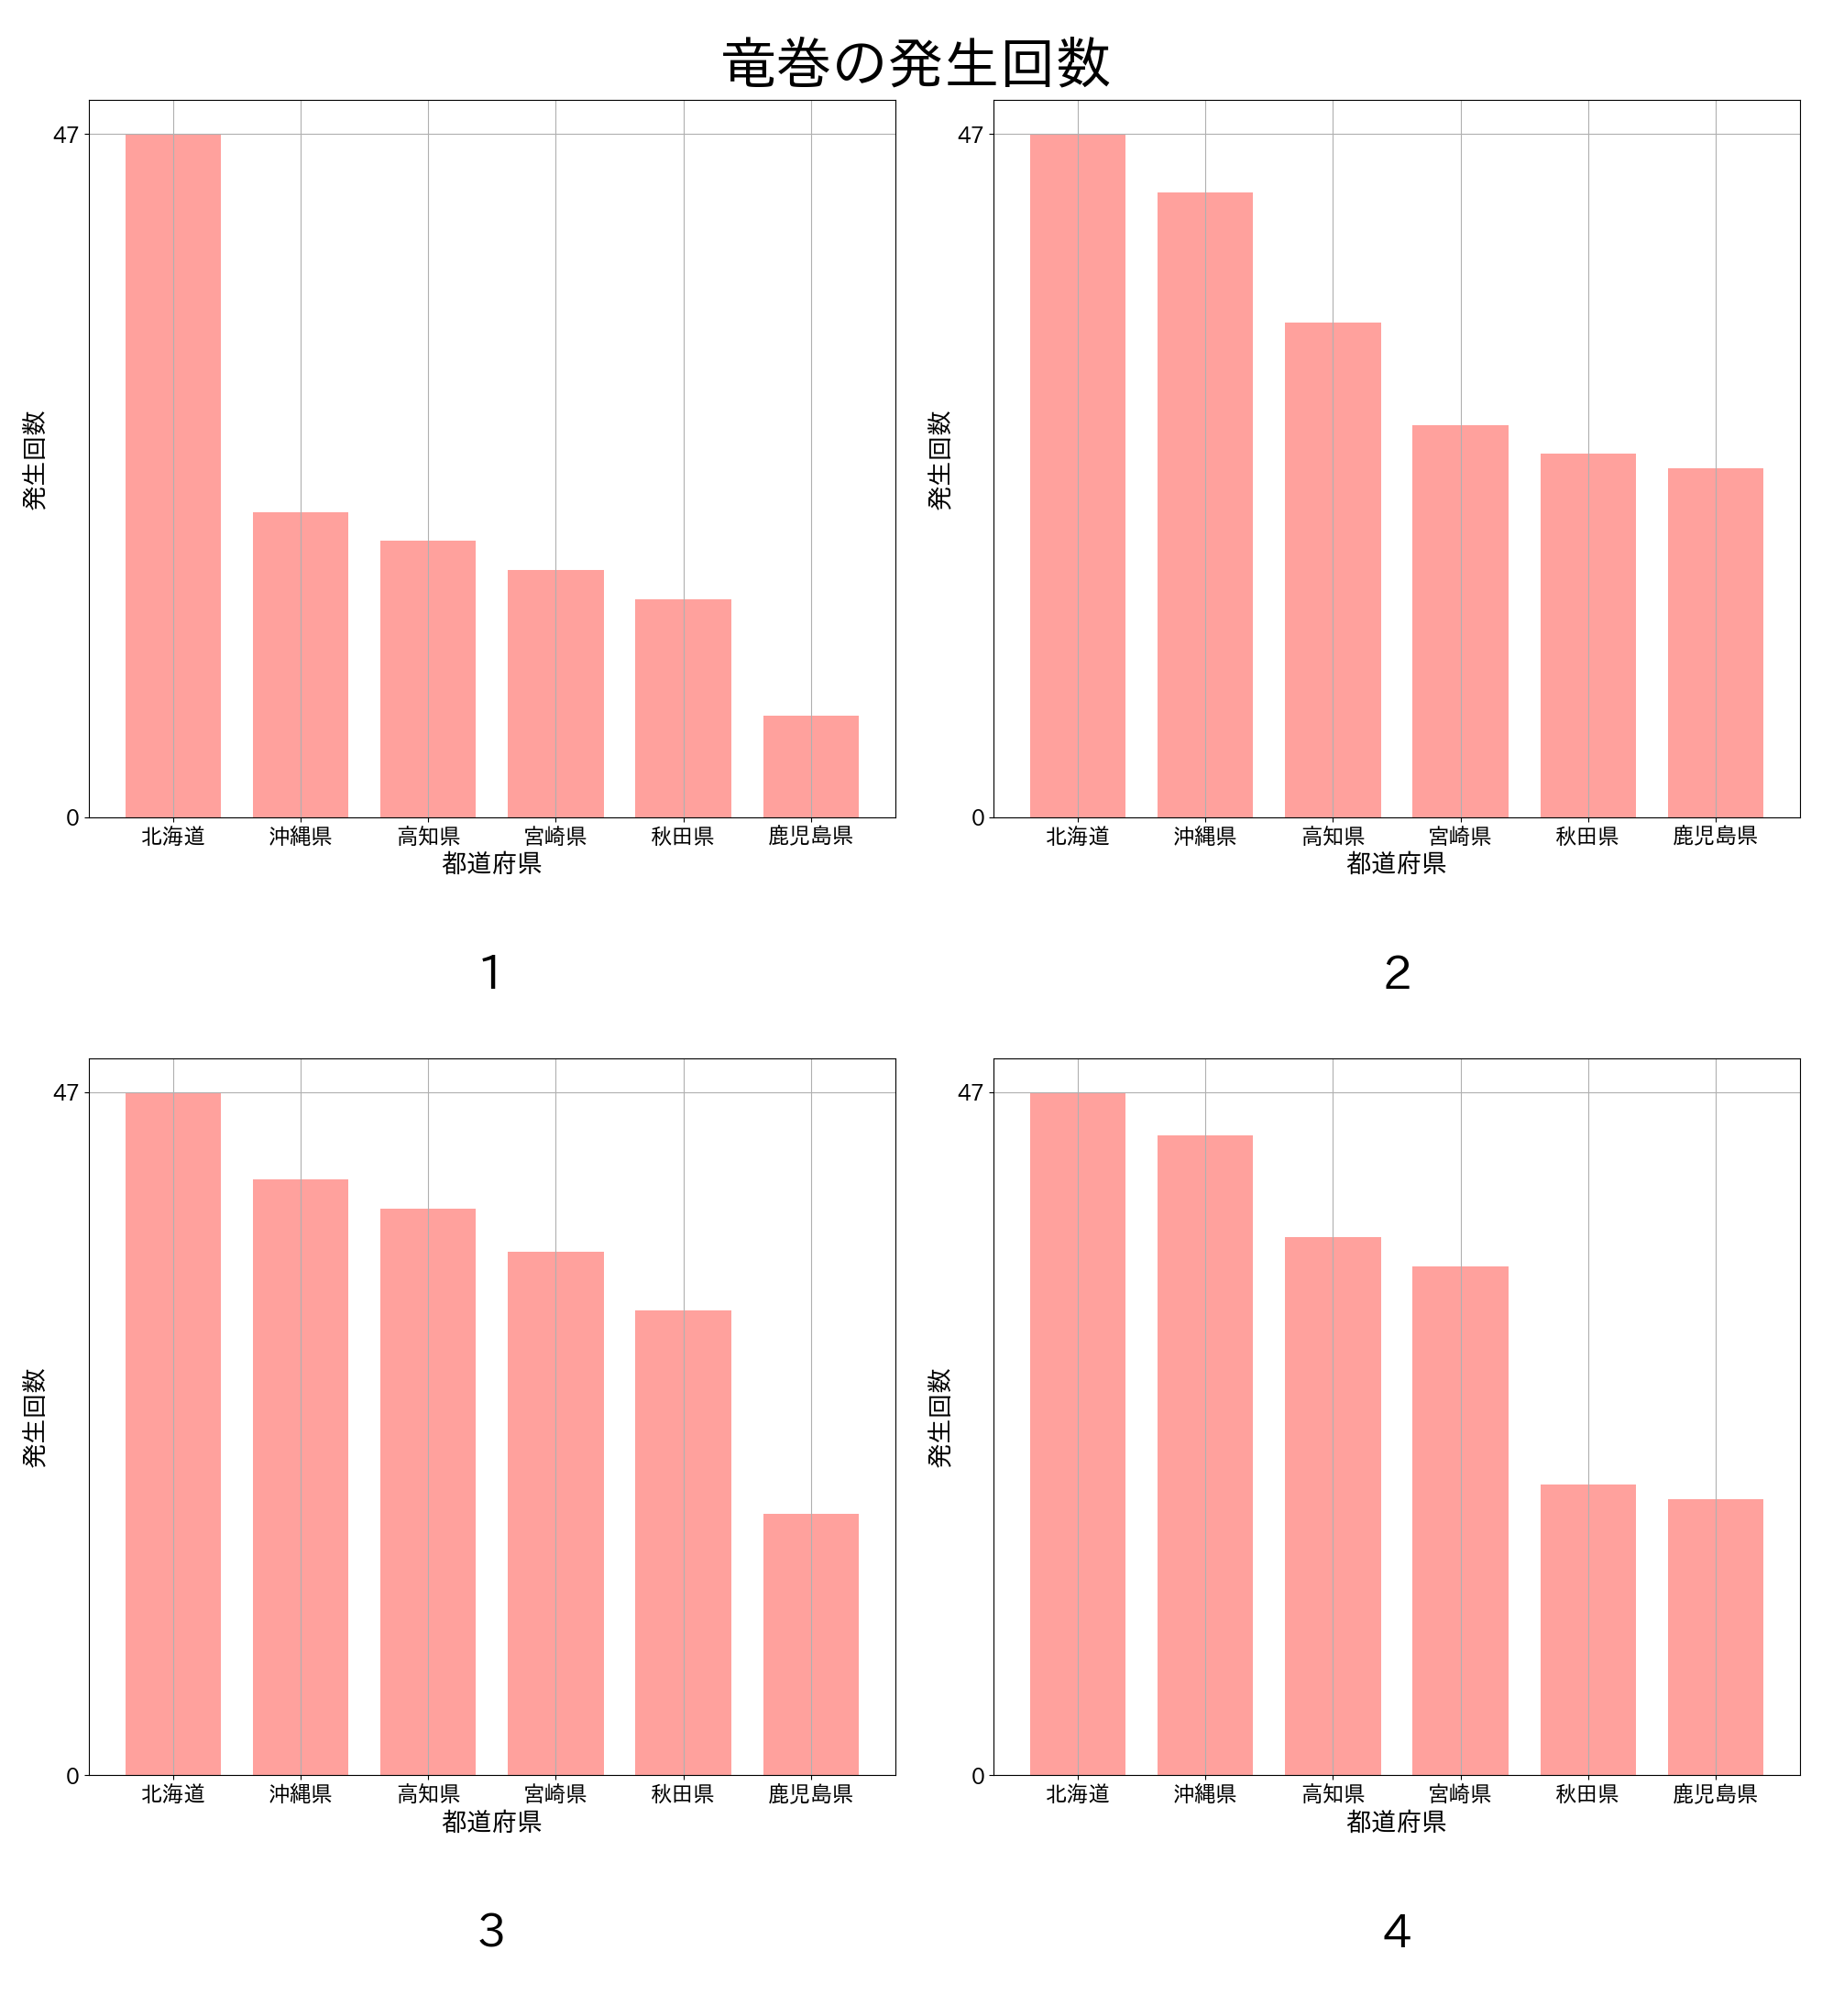 竜巻の発生回数
47
0
発生回数
北海道 沖縄県 高知県 宮崎県 秋田県 鹿児島県
都道府県
1
47
0
発生回数
北海道 沖縄県 高知県 宮崎県 秋田県 鹿児島県
都道府県
2
47
0
発生回数
北海道 沖縄県 高知県 宮崎県 秋田県 鹿児島県
都道府県
3
47
0
発生回数
北海道 沖縄県 高知県 宮崎県 秋田県 鹿児島県
都道府県
4